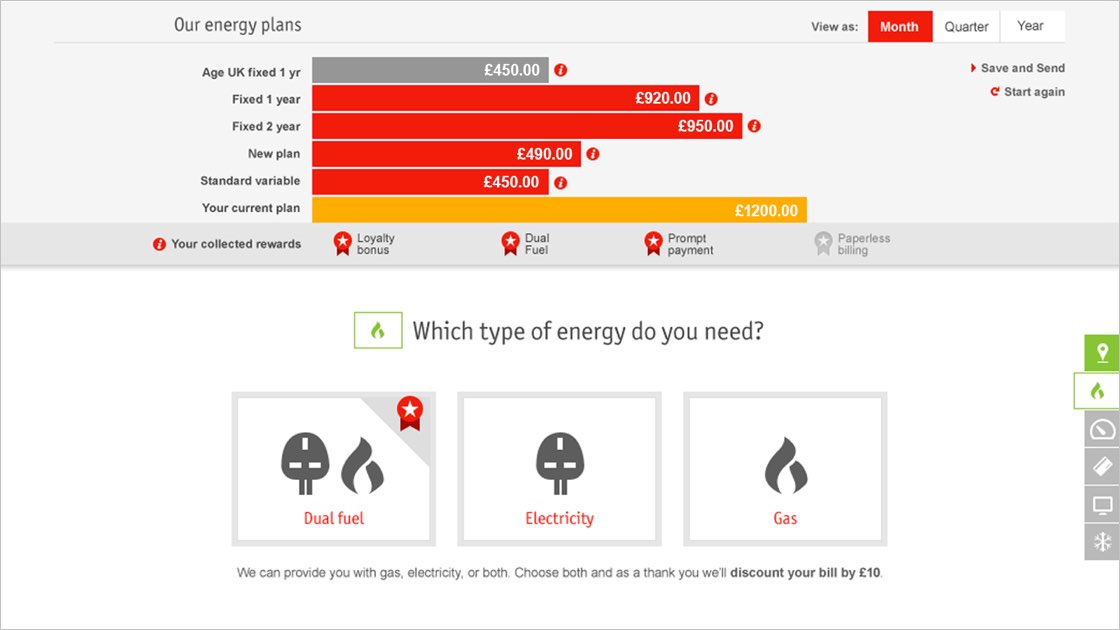 Our energy plans
View as: Month Quarter Year
Age UK fixed 1 yr £450.00 i
Save and Send
Fixed 1 year £920.00 i
Start again
Fixed 2 year £950.00 i
New plan £490.00 i
Standard variable £450.00 i
Your current plan £1200.00
i Your collected rewards
Loyalty
bonus
Dual
Fuel
Prompt
payment
Paperless
billing
Which type of energy do you need?
Dual fuel
Electricity
Gas
We can provide you with gas, electricity, or both. Choose both and as a thank you we'll discount your bill by £10.